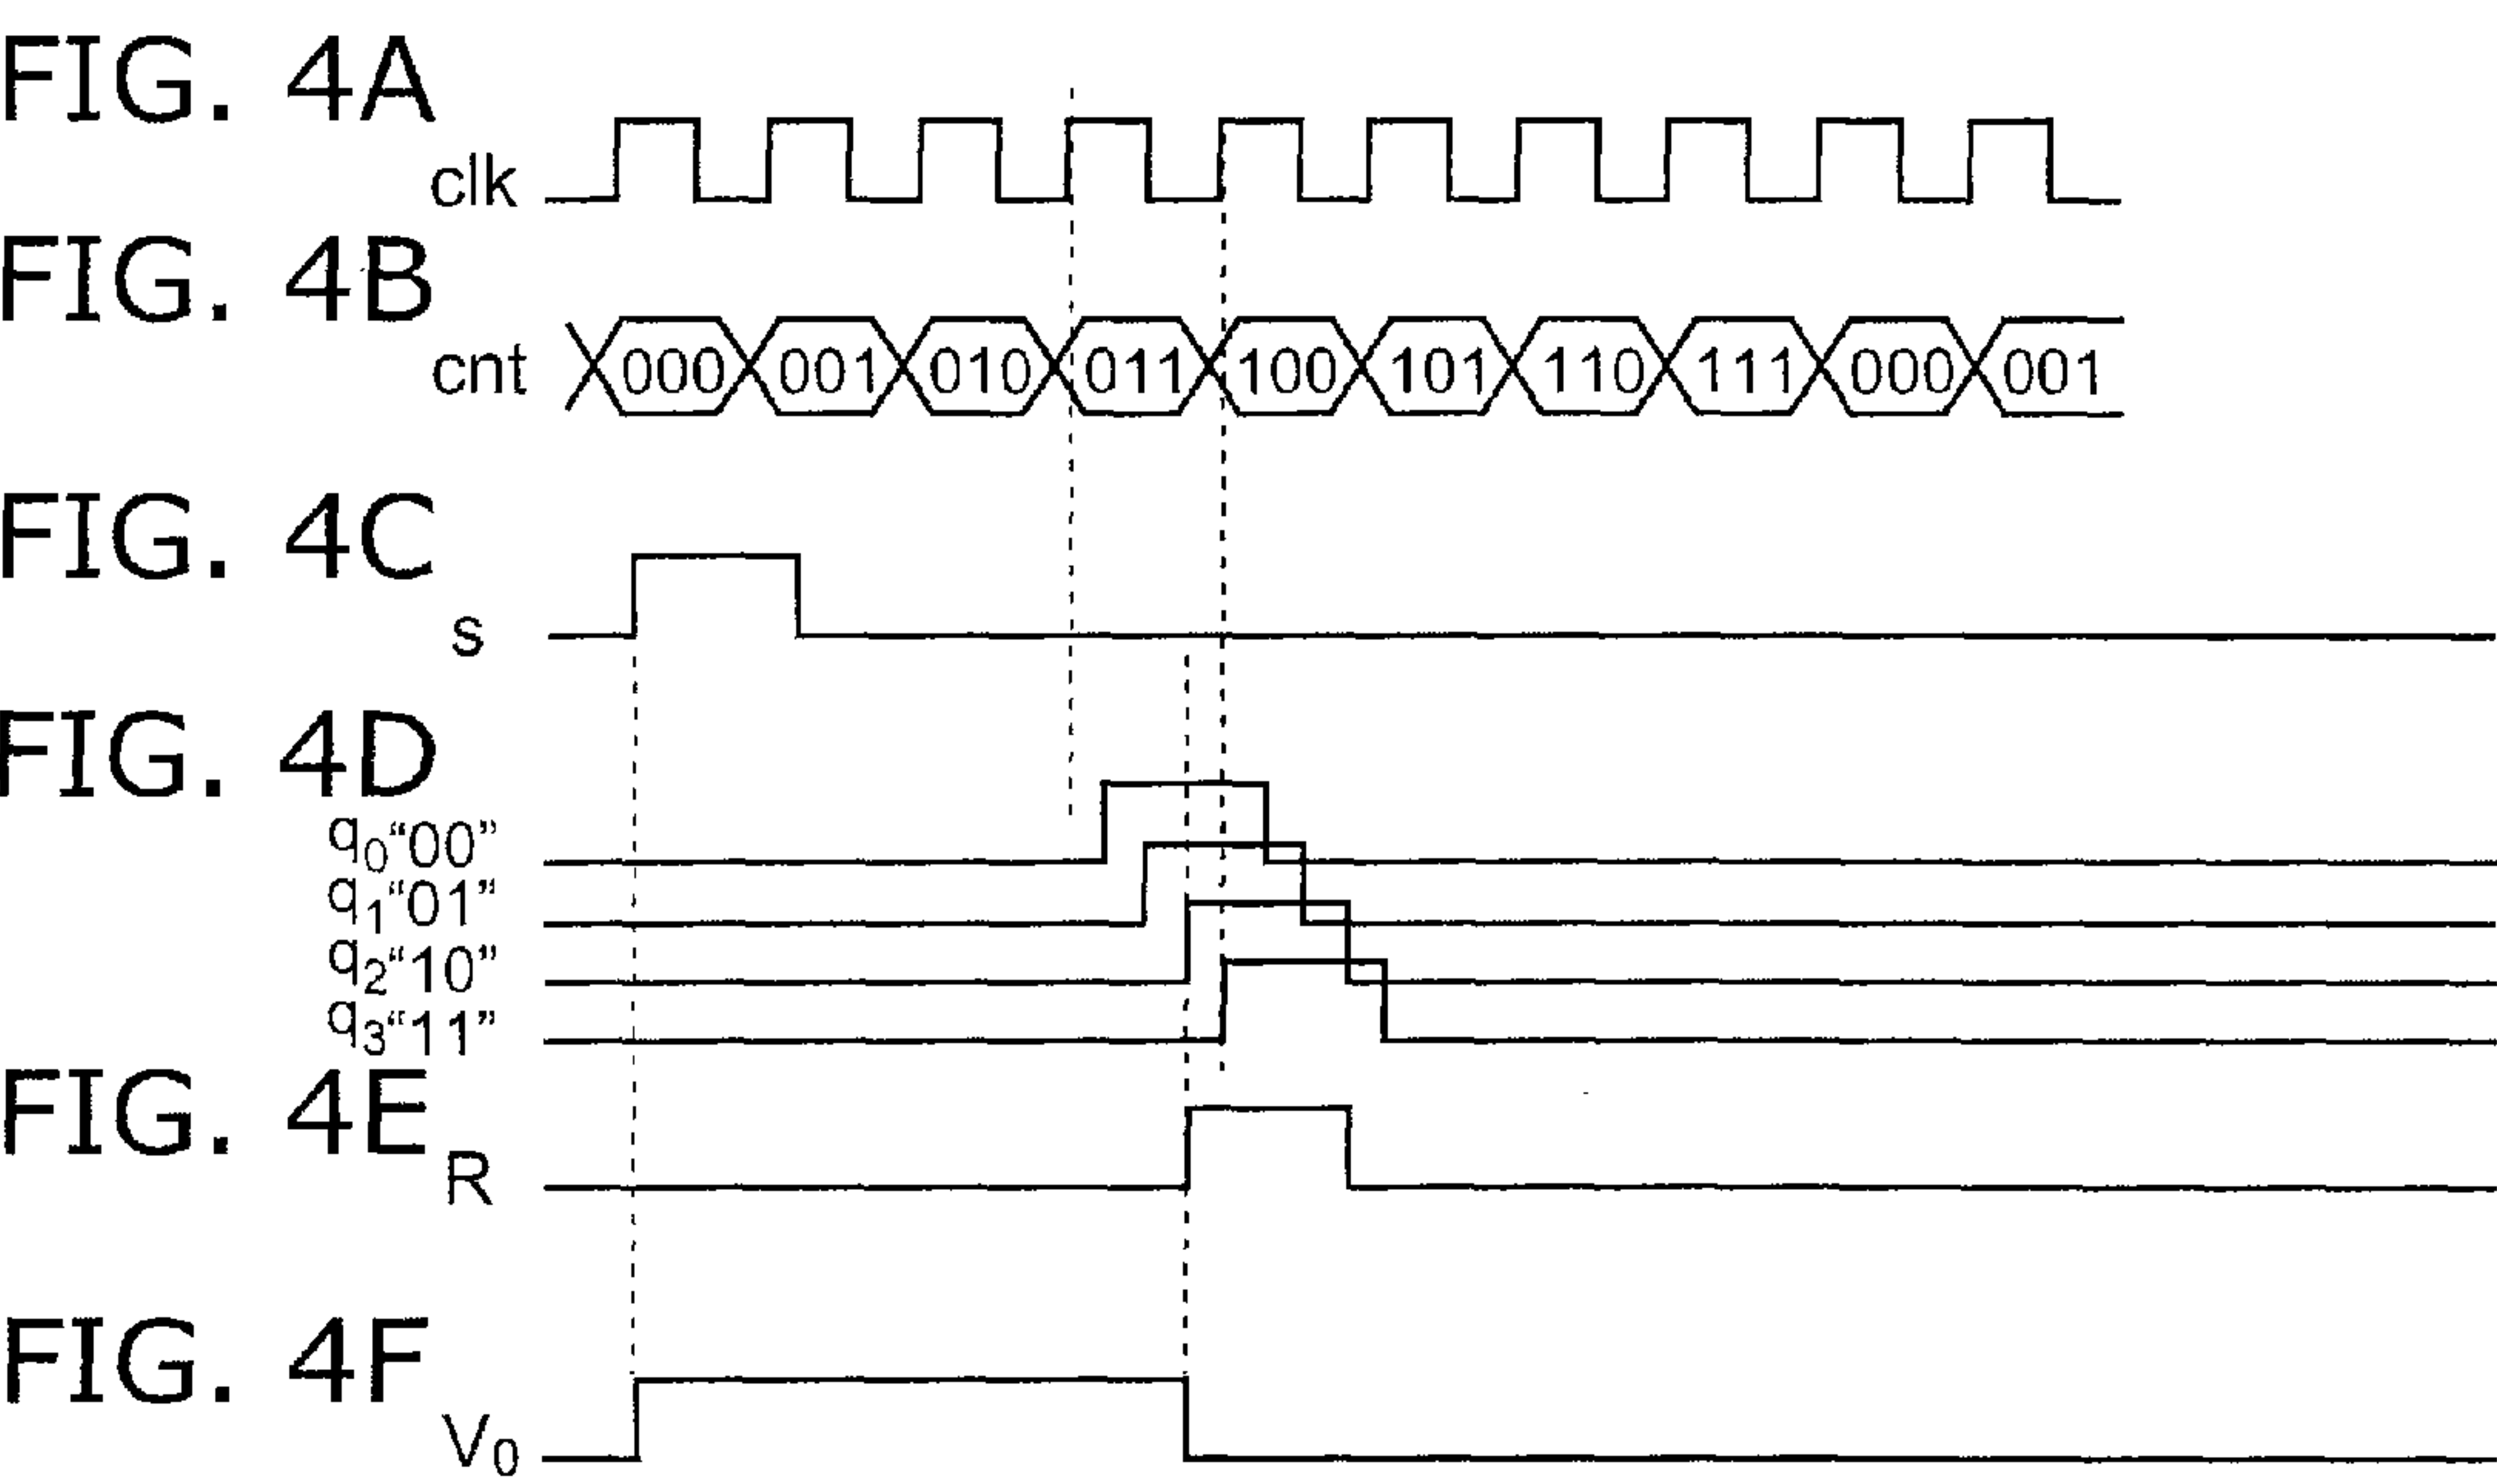 FIG. 4A
clk
FIG. 4B
cnt 000 001 010 011 100 101 110 111 000 001
FIG. 4C
s
FIG. 4D
q0“00”
q1“01”
q2“10”
q3“11”
FIG. 4E
R
FIG. 4F
V0